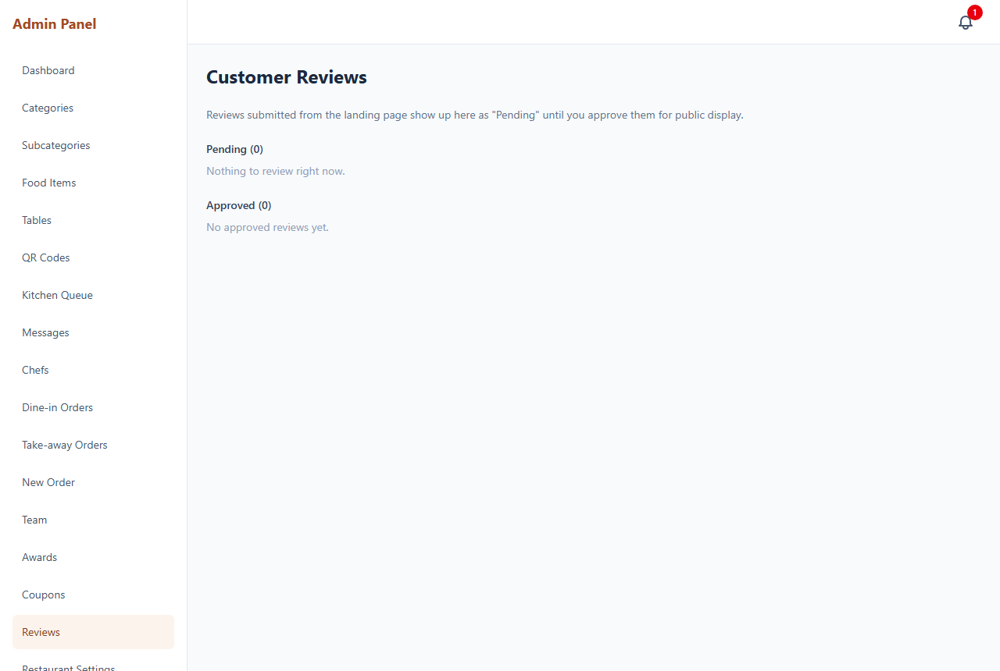 Admin Panel
1
Dashboard
Categories
Subcategories
Food Items
Tables
QR Codes
Kitchen Queue
Messages
Chefs
Dine-in Orders
Take-away Orders
New Order
Team
Awards
Coupons
Reviews
Restaurant Settings
Customer Reviews
Reviews submitted from the landing page show up here as "Pending" until you approve them for public display.
Pending (0)
Nothing to review right now.
Approved (0)
No approved reviews yet.